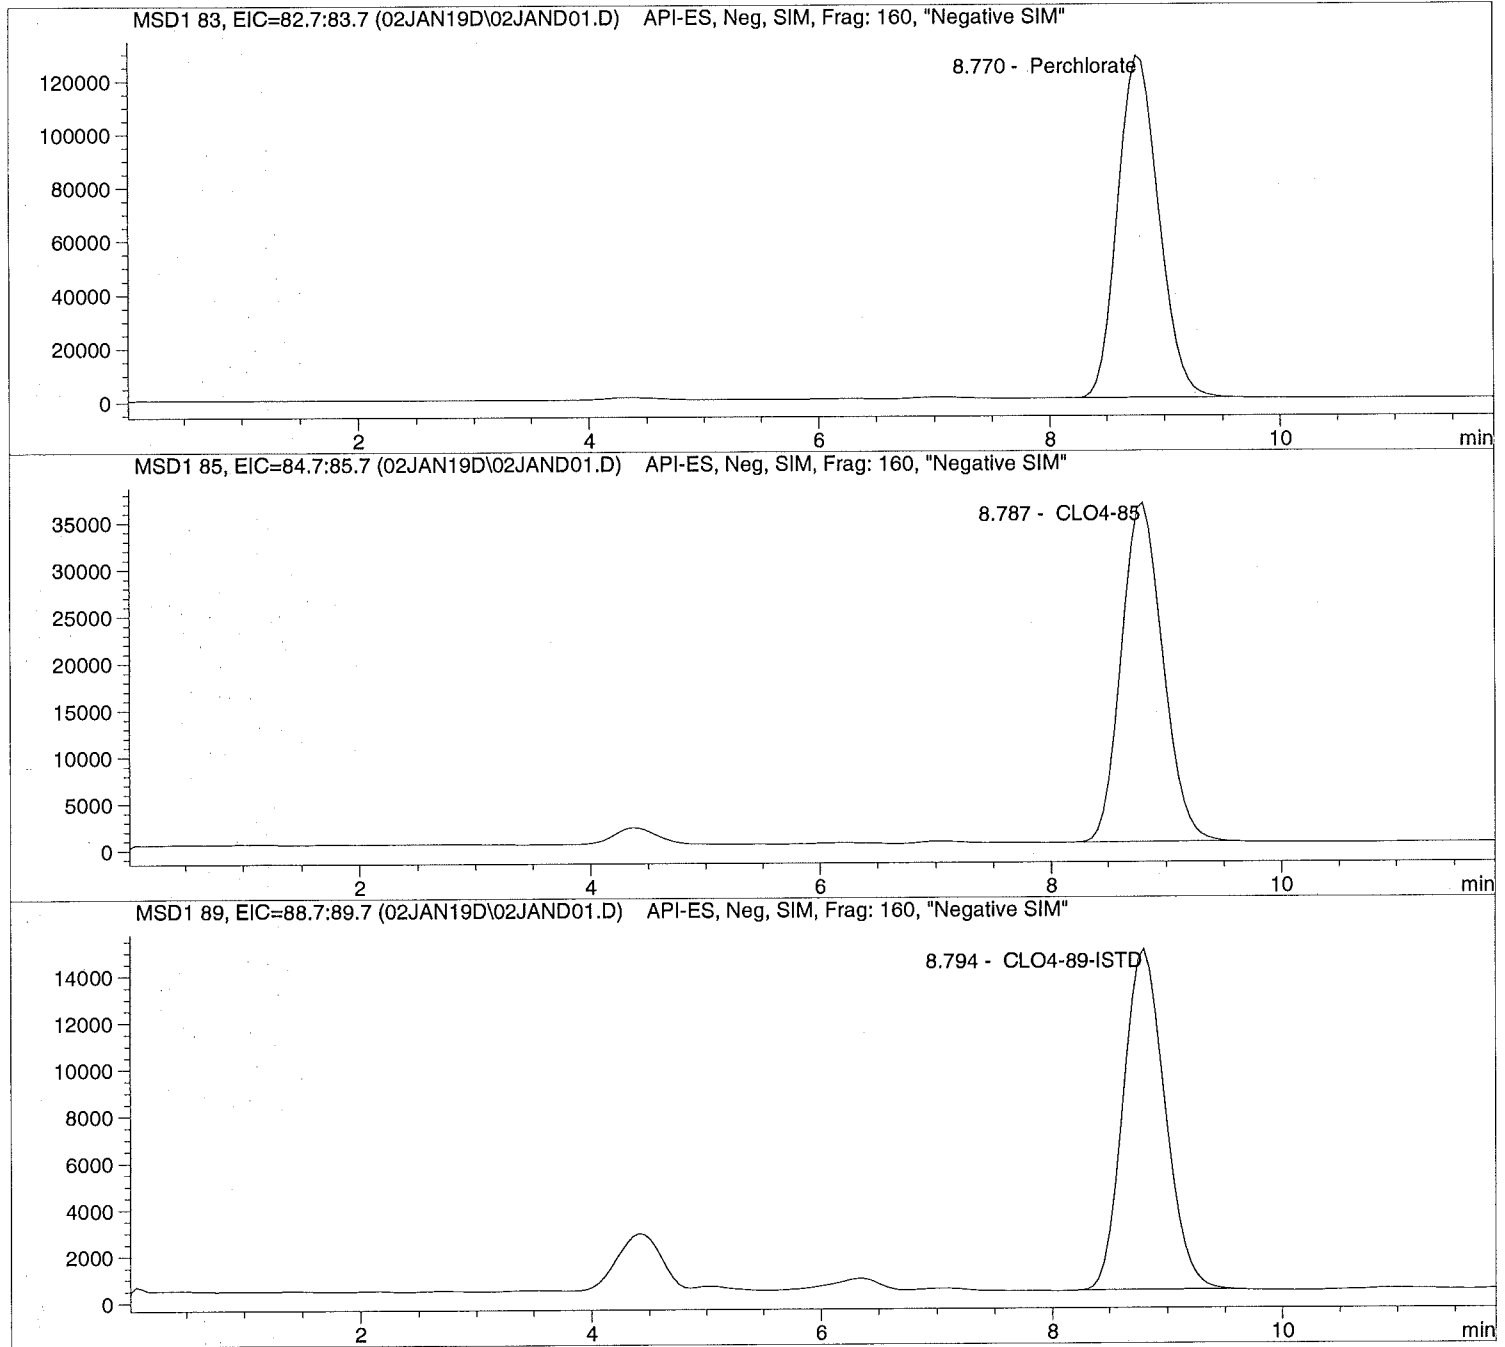 MSD1 83, EIC=82.7:83.7 (02JAN19D\02JAND01.D) API-ES, Neg, SIM, Frag: 160, "Negative SIM"
8.770 - Perchlorate
120000
100000
80000
60000
40000
20000
0
2 4 6 8 10 min
MSD1 85, EIC=84.7:85.7 (02JAN19D\02JAND01.D) API-ES, Neg, SIM, Frag: 160, "Negative SIM"
8.787 - CLO4-85
35000
30000
25000
20000
15000
10000
5000
0
2 4 6 8 10 min
MSD1 89, EIC=88.7:89.7 (02JAN19D\02JAND01.D) API-ES, Neg, SIM, Frag: 160, "Negative SIM"
8.794 - CLO4-89-ISTD
14000
12000
10000
8000
6000
4000
2000
0
2 4 6 8 10 min